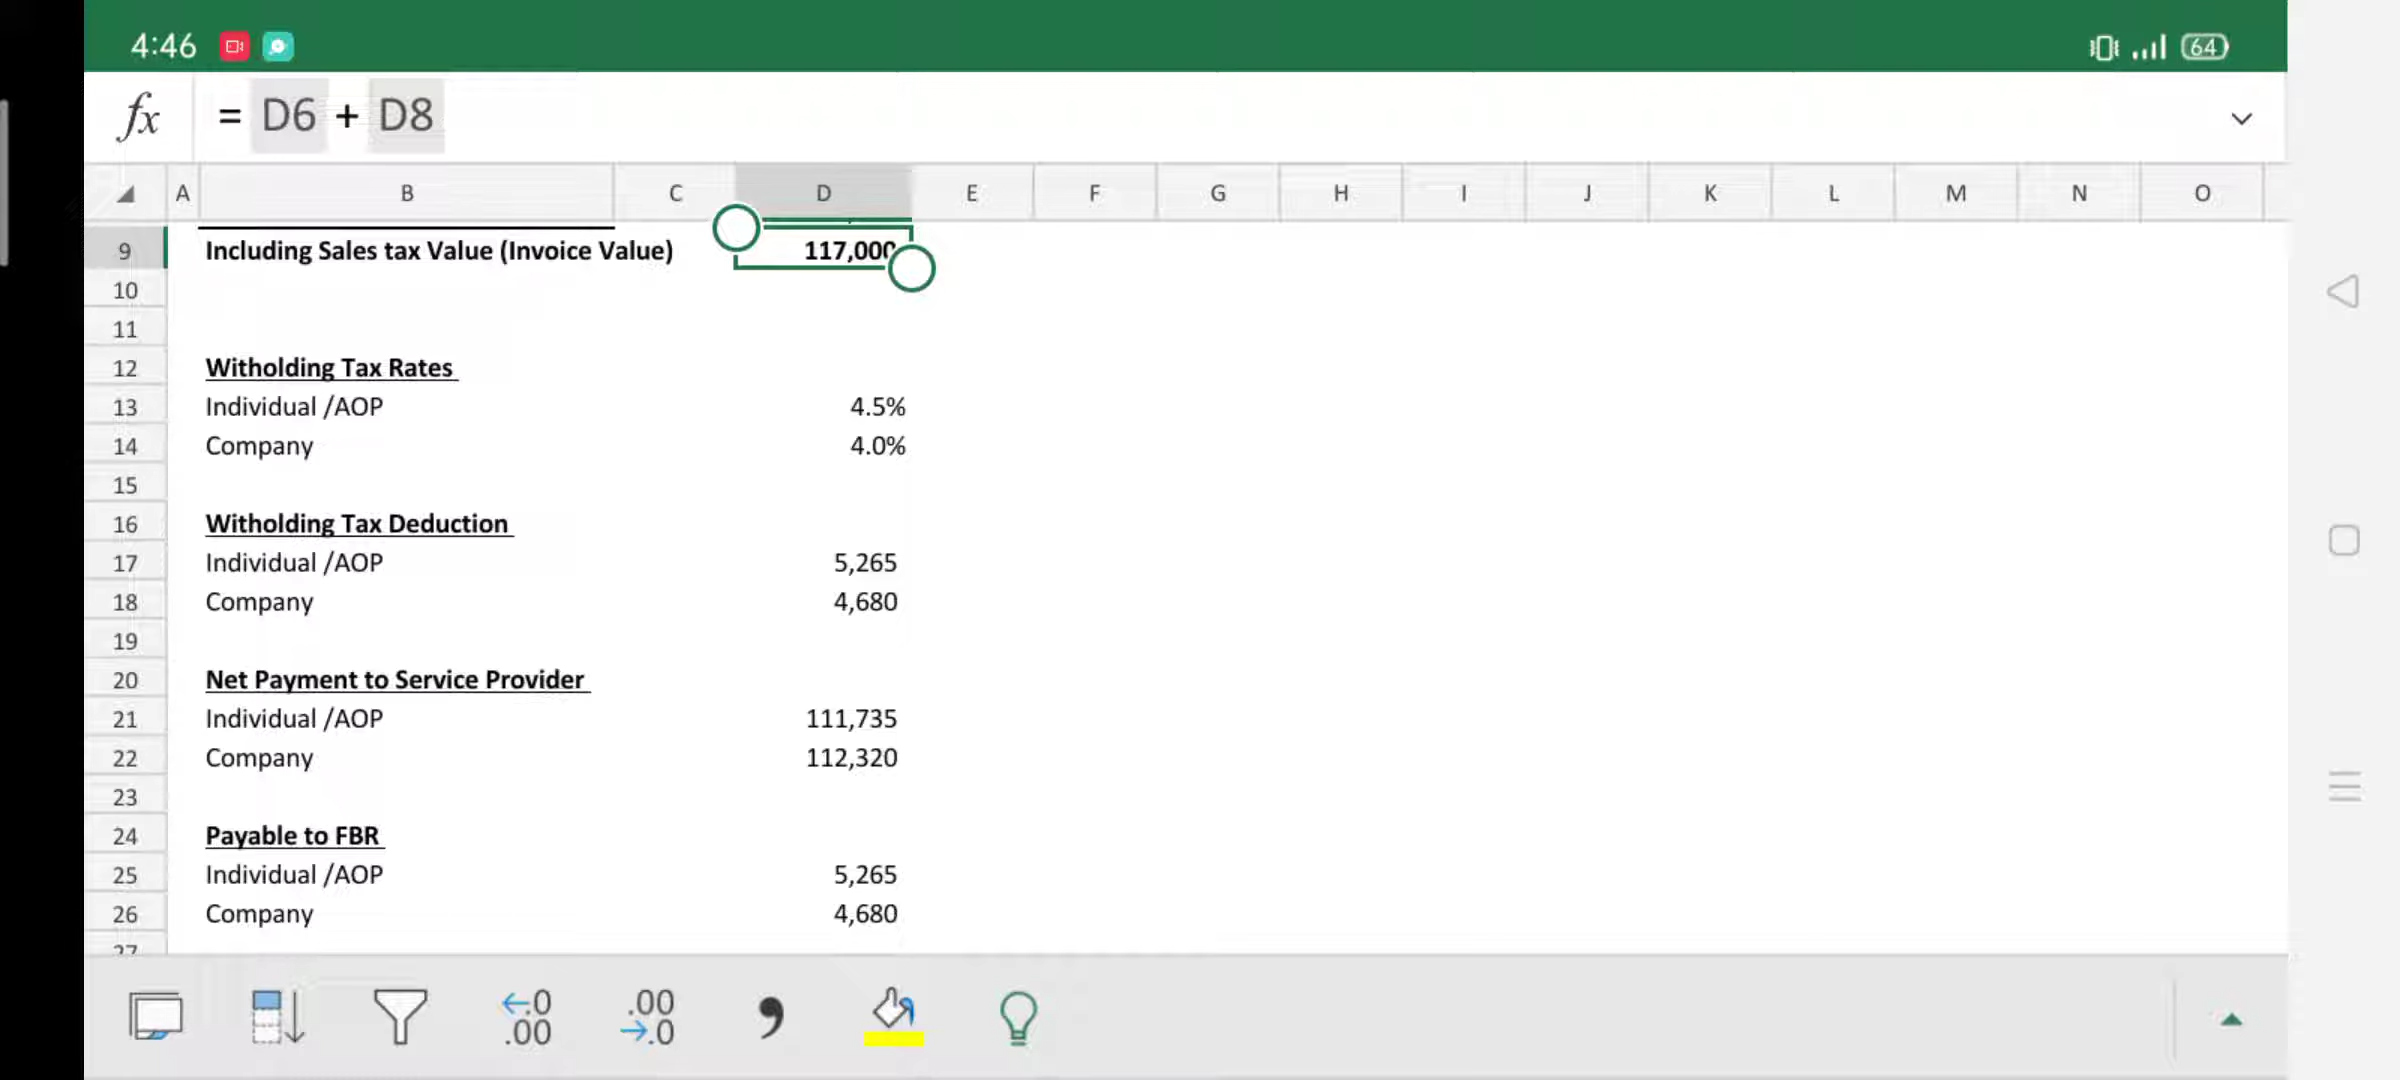 4:46 64
fx = D6 + D8
A B C D E F G H I J K L M N O
9 Including Sales tax Value (Invoice Value) 117,000
10
11
12 Witholding Tax Rates
13 Individual /AOP 4.5%
14 Company 4.0%
15
16 Witholding Tax Deduction
17 Individual /AOP 5,265
18 Company 4,680
19
20 Net Payment to Service Provider
21 Individual /AOP 111,735
22 Company 112,320
23
24 Payable to FBR
25 Individual /AOP 5,265
26 Company 4,680
27
←.0 .00 .00 →.0 ,